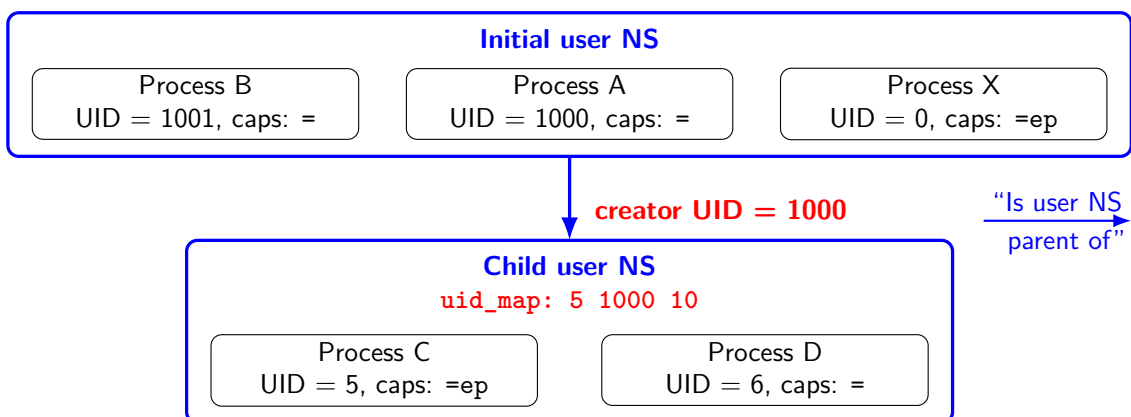 Initial user NS
Process B
UID = 1001, caps: =
Process A
UID = 1000, caps: =
Process X
UID = 0, caps: =ep
creator UID = 1000
“Is user NS
parent of”
Child user NS
uid_map: 5 1000 10
Process C
UID = 5, caps: =ep
Process D
UID = 6, caps: =